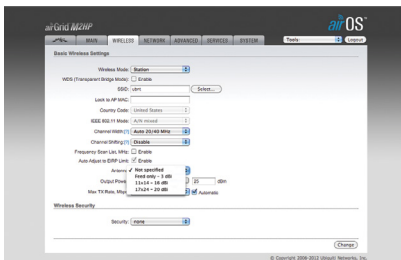 airGrid M2HP
airOS™
MAIN WIRELESS NETWORK ADVANCED SERVICES SYSTEM Tools: Logout
Basic Wireless Settings
Wireless Mode: Station
WDS (Transparent Bridge Mode): Enable
SSID: ubnt Select...
Lock to AP MAC:
Country Code: United States
IEEE 802.11 Mode: A/N mixed
Channel Width:[?] Auto 20/40 MHz
Channel Shifting:[?] Disable
Frequency Scan List, MHz: Enable
Auto Adjust to EIRP Limit: Enable
Antenna: Not specified
Feed only - 3 dBi
11x14 - 16 dBi
17x24 - 20 dBi
Output Power: dBm
Max TX Rate, Mbps: Automatic
Wireless Security
Security: none
Change
© Copyright 2006-2012 Ubiquiti Networks, Inc.